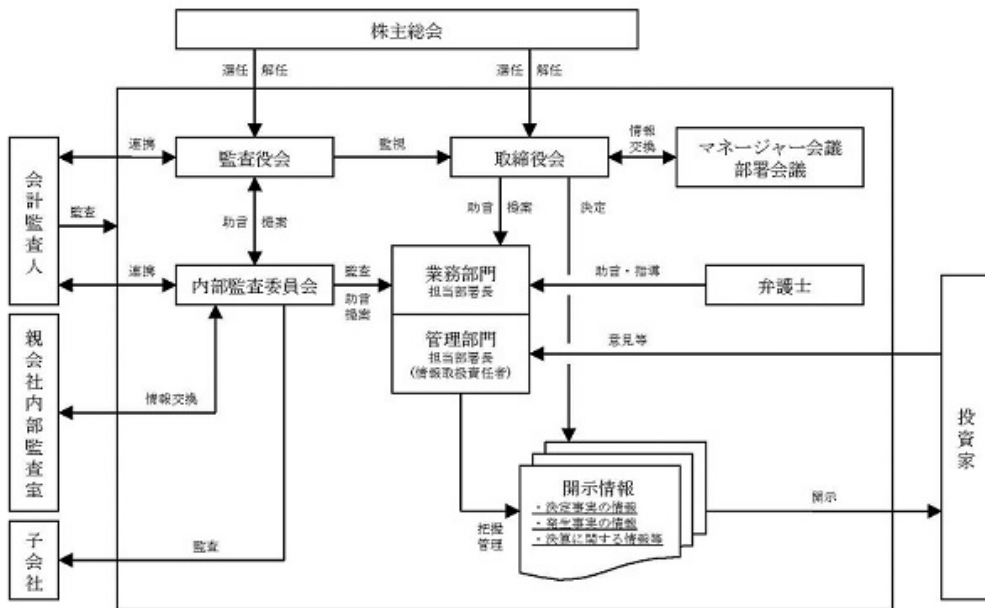 株主総会
選任 解任
選任 解任
連携
監査役会
監視
取締役会
情報
交換
マネージャー会議
部署会議
会計監査人
監査
助言 提案
助言 提案
決定
連携
内部監査委員会
監査
助言
提案
業務部門
担当部署長
助言・指導
弁護士
管理部門
担当部署長
(情報取扱責任者)
意見等
親会社内部監査室
情報交換
投資家
開示情報
・決定事実の情報
・発生事実の情報
・決算に関する情報等
開示
把握
管理
子会社
監査